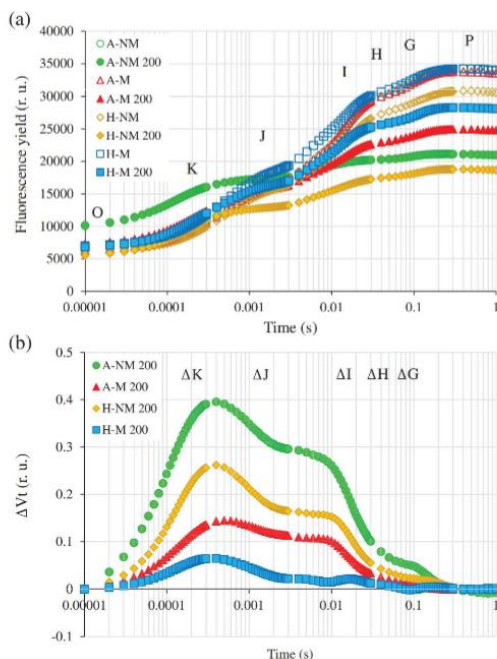 (a)
40000
35000
30000
25000
20000
15000
10000
5000
0
Fluorescence yield (r. u.)
A-NM
A-NM 200
A-M
A-M 200
H-NM
H-NM 200
H-M
H-M 200
O
K
J
I
H
G
P
0.00001
0.0001
0.001
0.01
0.1
1
Time (s)
(b)
0.5
0.4
0.3
0.2
0.1
0
-0.1
ΔVt (r. u.)
A-NM 200
A-M 200
H-NM 200
H-M 200
ΔK
ΔJ
ΔI
ΔH
ΔG
0.00001
0.0001
0.001
0.01
0.1
1
Time (s)